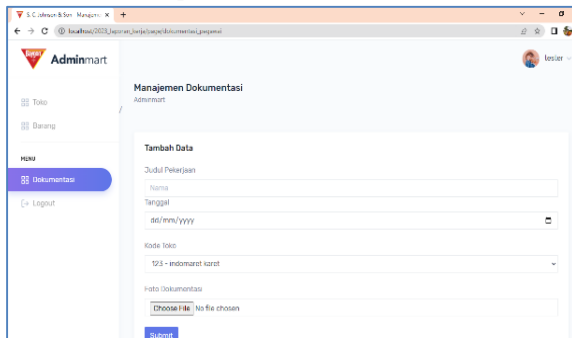 S. C. Johnson & Son - Manajem
localhost/2023_laporan_kerja/page/dokumentasi_pegawai
Adminmart
tester
Toko
Barang
MENU
Dokumentasi
Logout
Manajemen Dokumentasi
Adminmart
/
Tambah Data
Judul Pekerjaan
Nama
Tanggal
dd/mm/yyyy
Kode Toko
123 - indomaret karet
Foto Dokumentasi
Choose File No file chosen
Submit